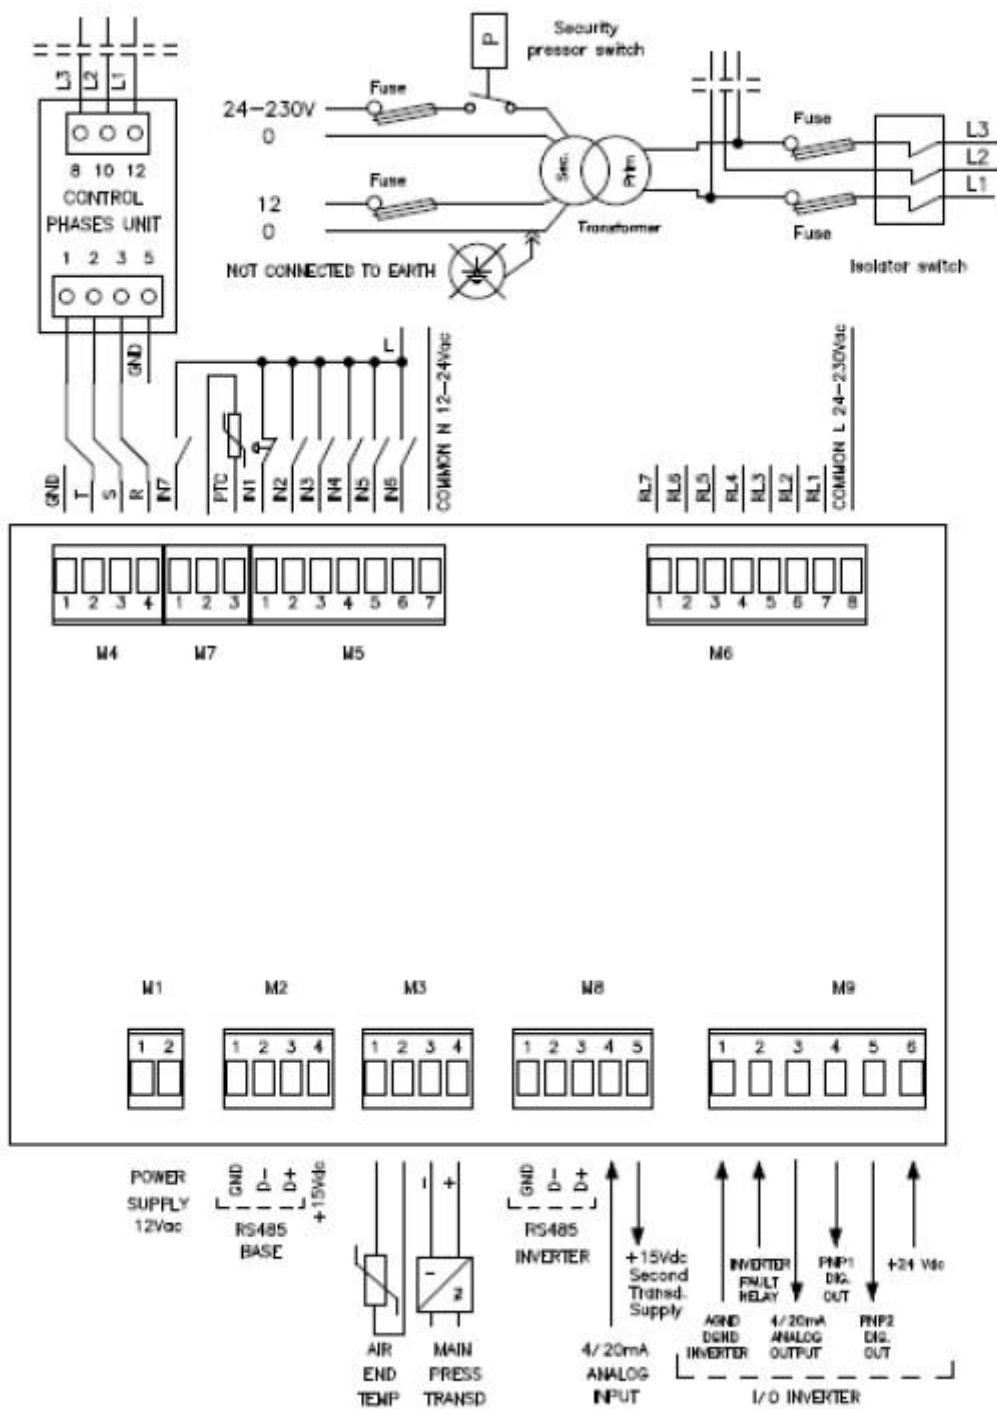 Security
pressor switch
L3 L2 L1
Fuse
P
24-230V
0
Fuse
L3
L2
L1
8 10 12
CONTROL
PHASES UNIT
Fuse
12
0
Sec. Prim
Transformer
Fuse
1 2 3 5
NOT CONNECTED TO EARTH
Isolator switch
GND
L
COMMON N 12-24Vac
COMMON L 24-230Vac
GND T S R IN7 PTC IN1 IN2 IN3 IN4 IN5 IN6
RL7 RL6 RL5 RL4 RL3 RL2 RL1
1 2 3 4 1 2 3 1 2 3 4 5 6 7
1 2 3 4 5 6 7 8
M4 M7 M5 M6
M1 M2 M3 M8 M9
1 2
1 2 3 4
1 2 3 4
1 2 3 4 5
1 2 3 4 5 6
POWER
SUPPLY
12Vac
GND D- D+ +15Vdc
RS485
BASE
- +
AIR
END
TEMP
MAIN
PRESS
TRANSD
GND D- D+
RS485
INVERTER
4/20mA
ANALOG
INPUT
+15Vdc
Second
Transd.
Supply
INVERTER
FAULT
RELAY
PNP1
DIG.
OUT
+24 Vdc
AGND
DGND
INVERTER
4/20mA
ANALOG
OUTPUT
PNP2
DIG.
OUT
I/O INVERTER